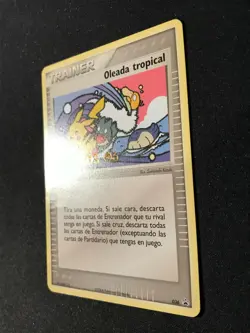 TRAINER
Oleada tropical
Tira una moneda. Si sale cara, descarta
todas las cartas de Entrenador que tu rival
tenga en juego. Si sale cruz, descarta todas
las cartas de Entrenador (exceptuando las
cartas de Partidario) que tengas en juego.
036